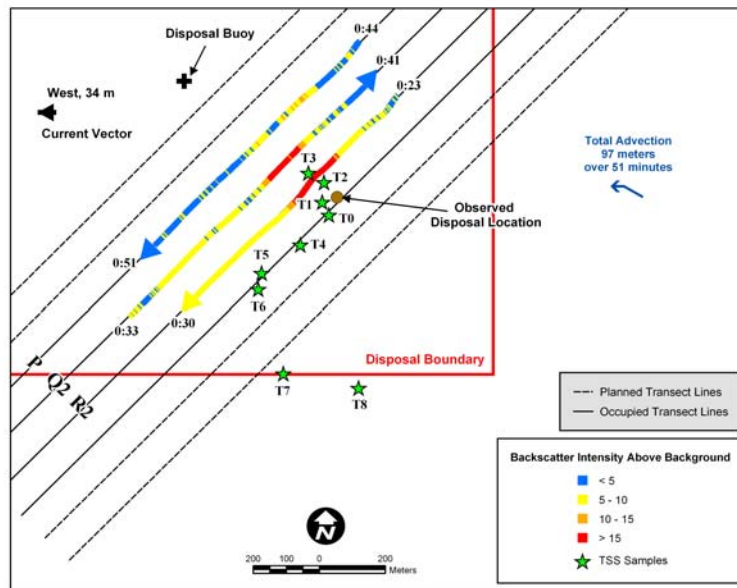 Disposal Buoy
0:44
0:41
0:23
West, 34 m
Current Vector
Total Advection
97 meters
over 51 minutes
T3
T2
T1
T0
Observed
Disposal Location
T4
T5
T6
0:51
0:33
0:30
P
Q2
R2
Disposal Boundary
T7
T8
Planned Transect Lines
Occupied Transect Lines
Backscatter Intensity Above Background
< 5
5 - 10
10 - 15
> 15
TSS Samples
N
200 100 0 200
Meters